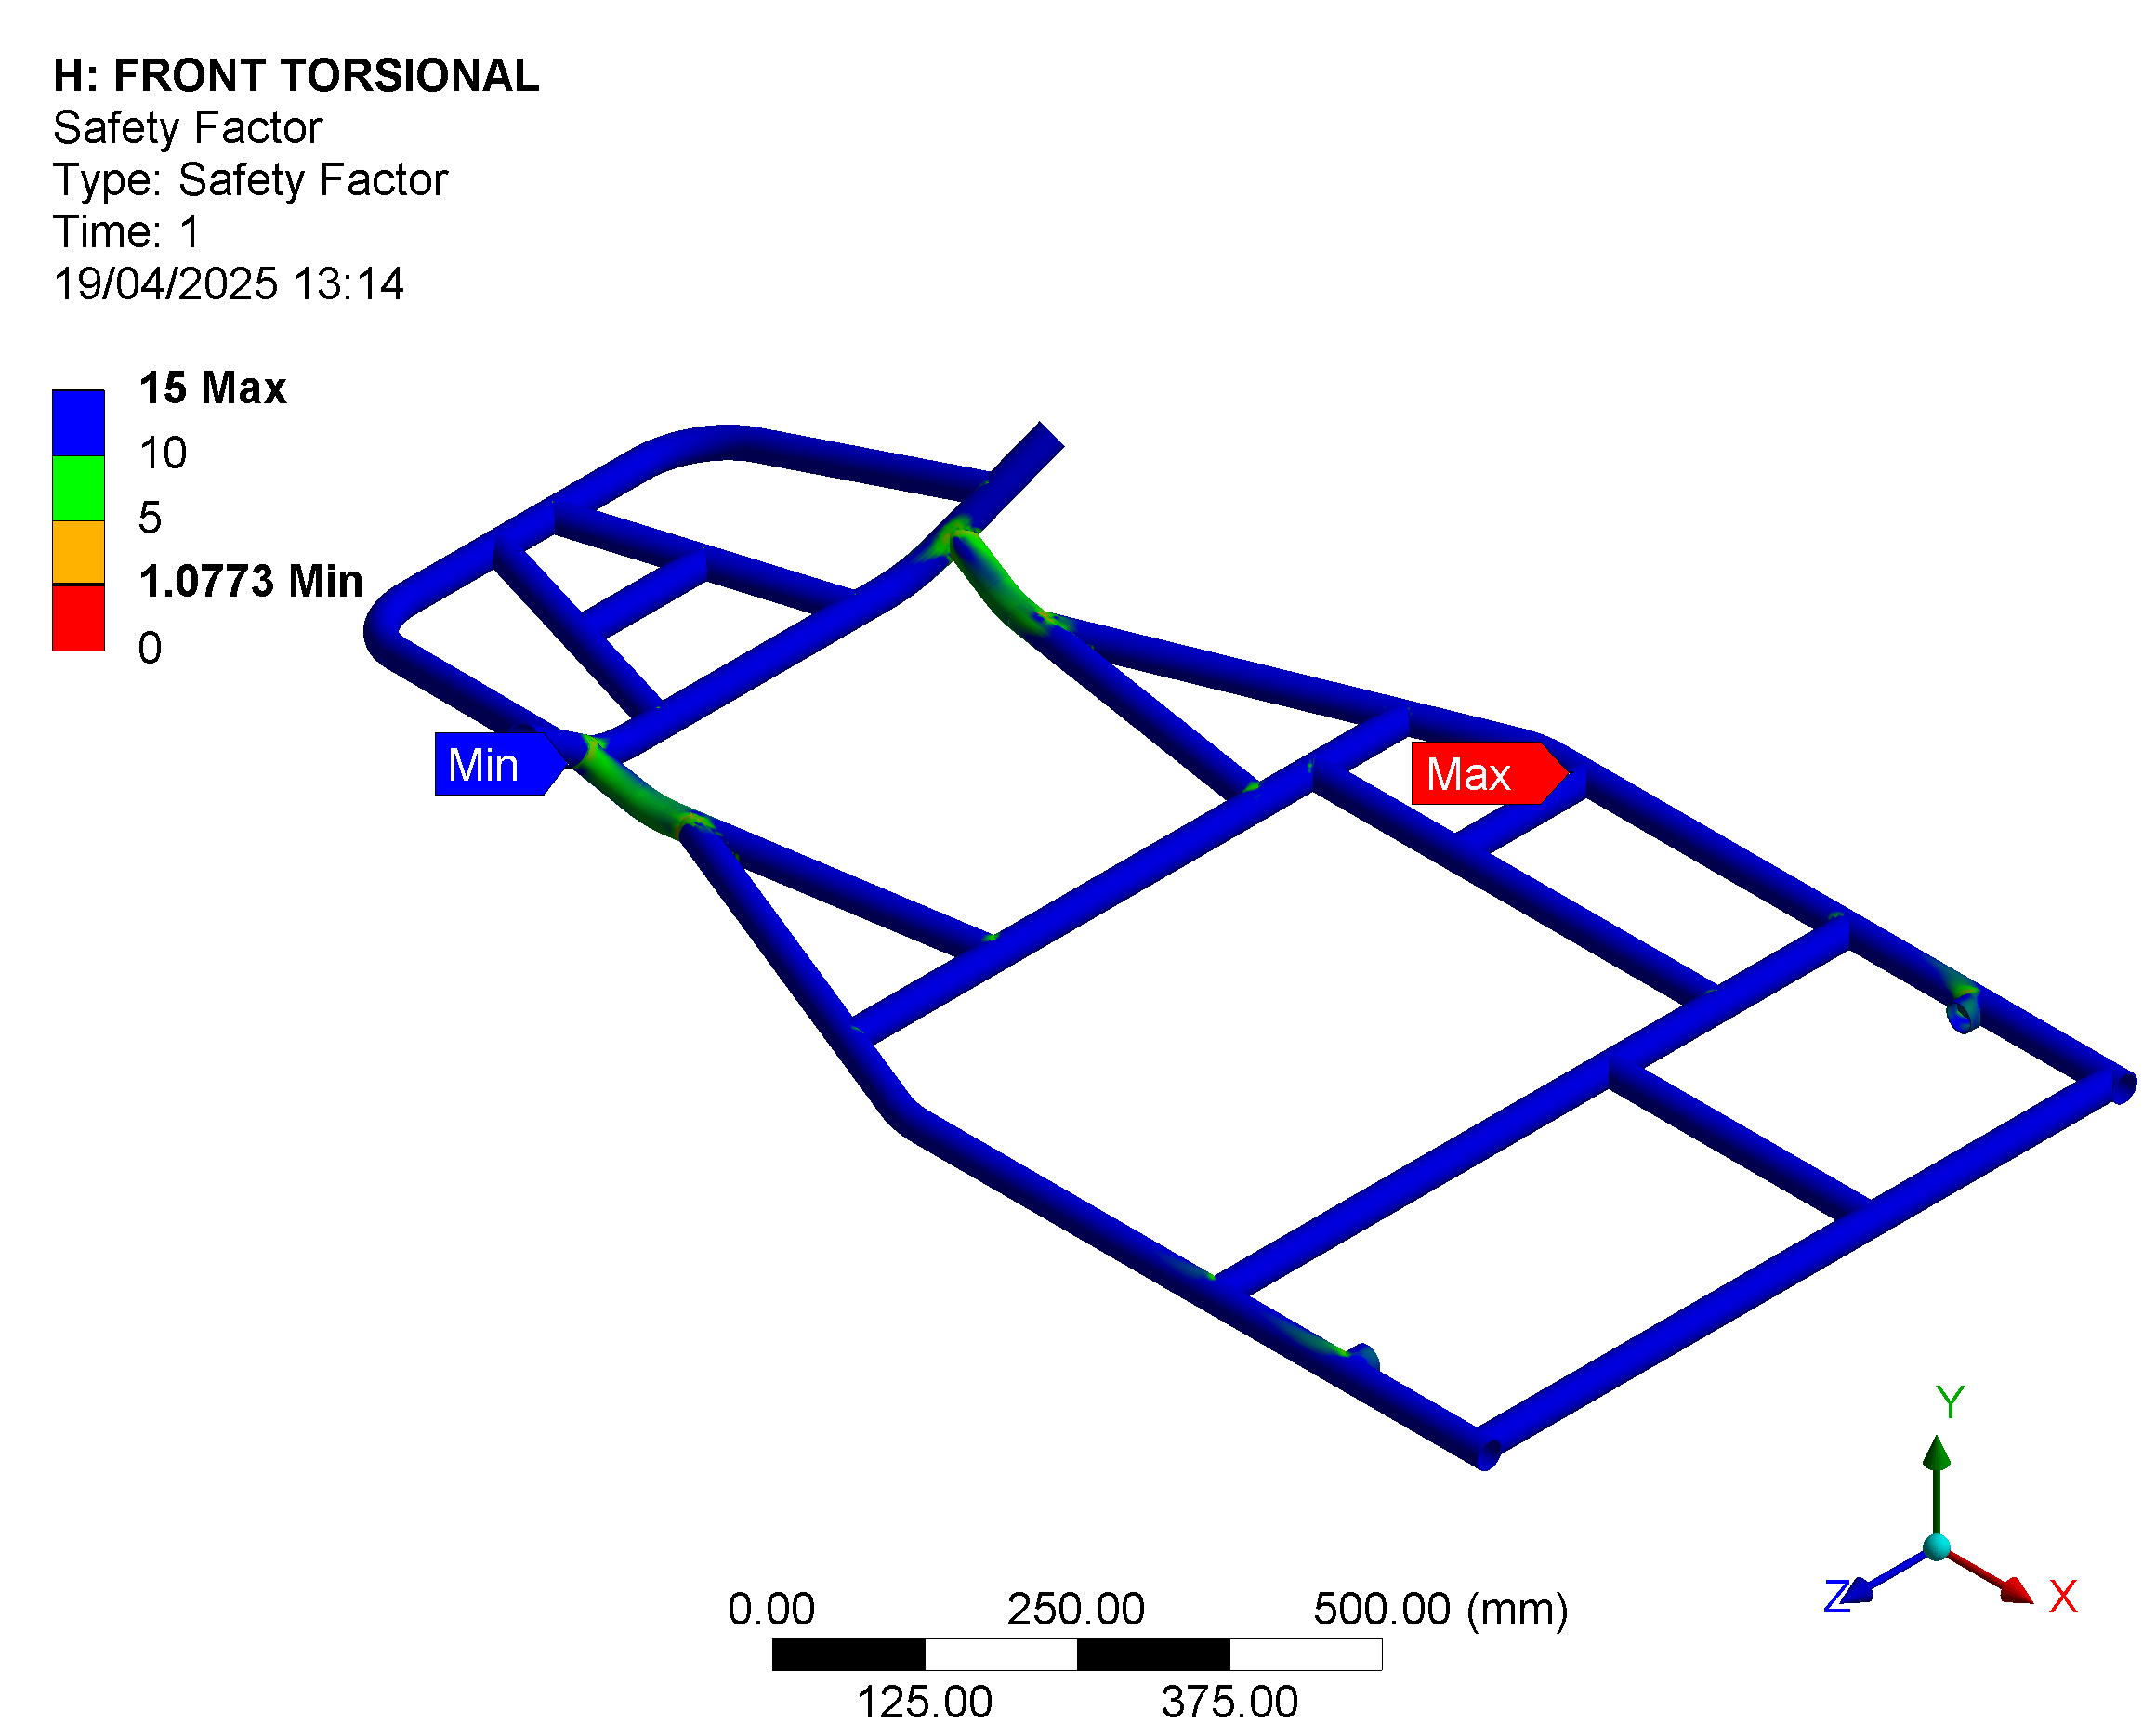 H: FRONT TORSIONAL
Safety Factor
Type: Safety Factor
Time: 1
19/04/2025 13:14
15 Max
10
5
1.0773 Min
0
Min
Max
Y
Z
X
0.00 250.00 500.00 (mm)
125.00 375.00